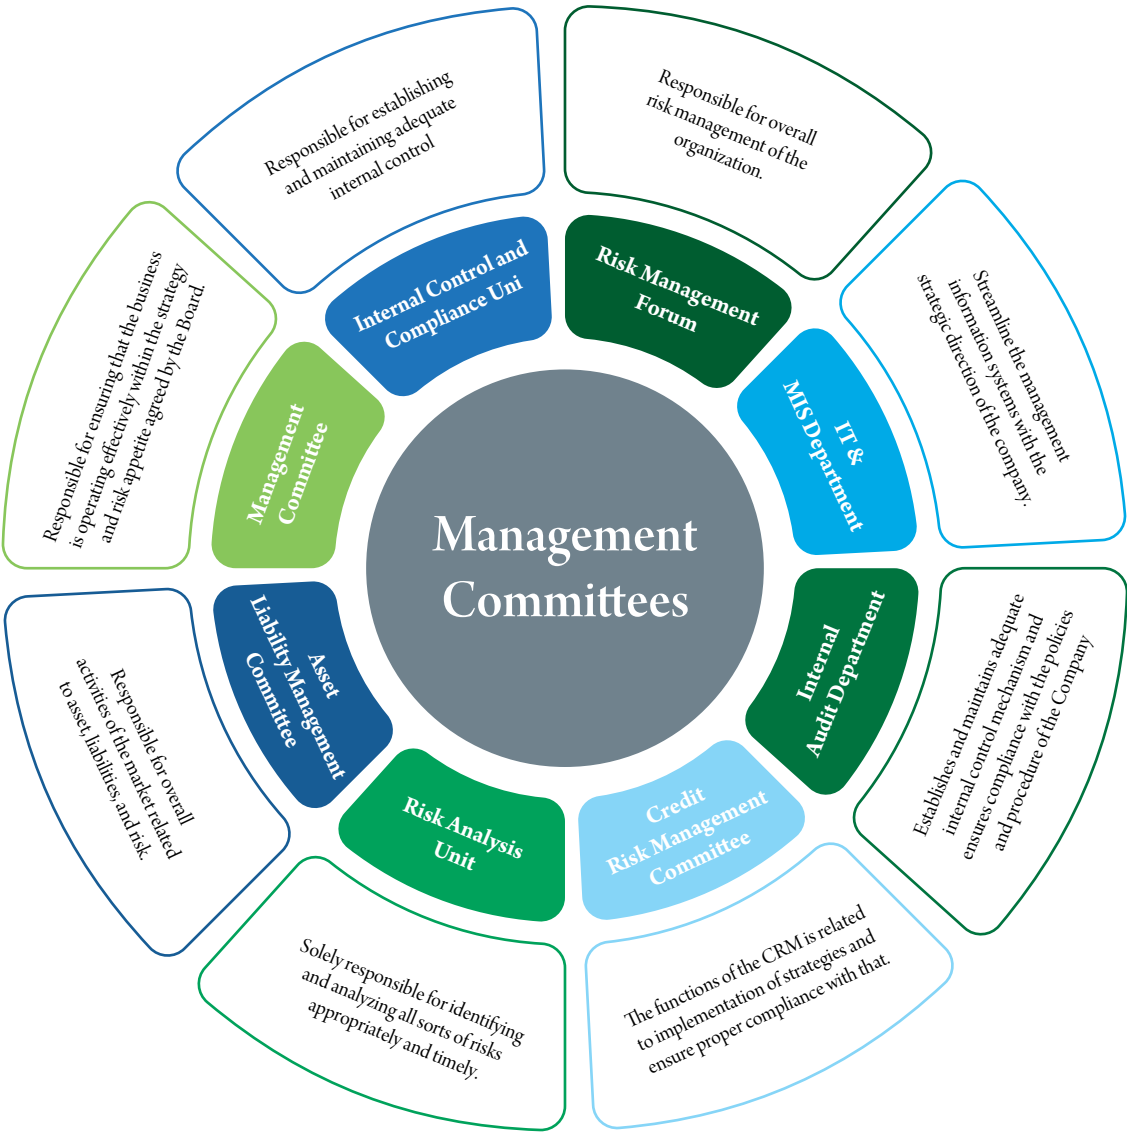 Management
Committees
Risk Management
Forum
Responsible for overall
risk management of the
organization.
IT &
MIS Department
Streamline the management
information systems with the
strategic direction of the company.
Internal
Audit Department
Establishes and maintains adequate
internal control mechanism and
ensures compliance with the policies
and procedure of the Company
Credit
Risk Management
Committee
The functions of the CRM is related
to implementation of strategies and
ensure proper compliance with that.
Risk Analysis
Unit
Solely responsible for identifying
and analyzing all sorts of risks
appropriately and timely.
Asset
Liability Management
Committee
Responsible for overall
activities of the market related
to asset, liabilities, and risk.
Management
Committee
Responsible for ensuring that the business
is operating effectively within the strategy
and risk appetite agreed by the Board.
Internal Control and
Compliance Uni
Responsible for establishing
and maintaining adequate
internal control